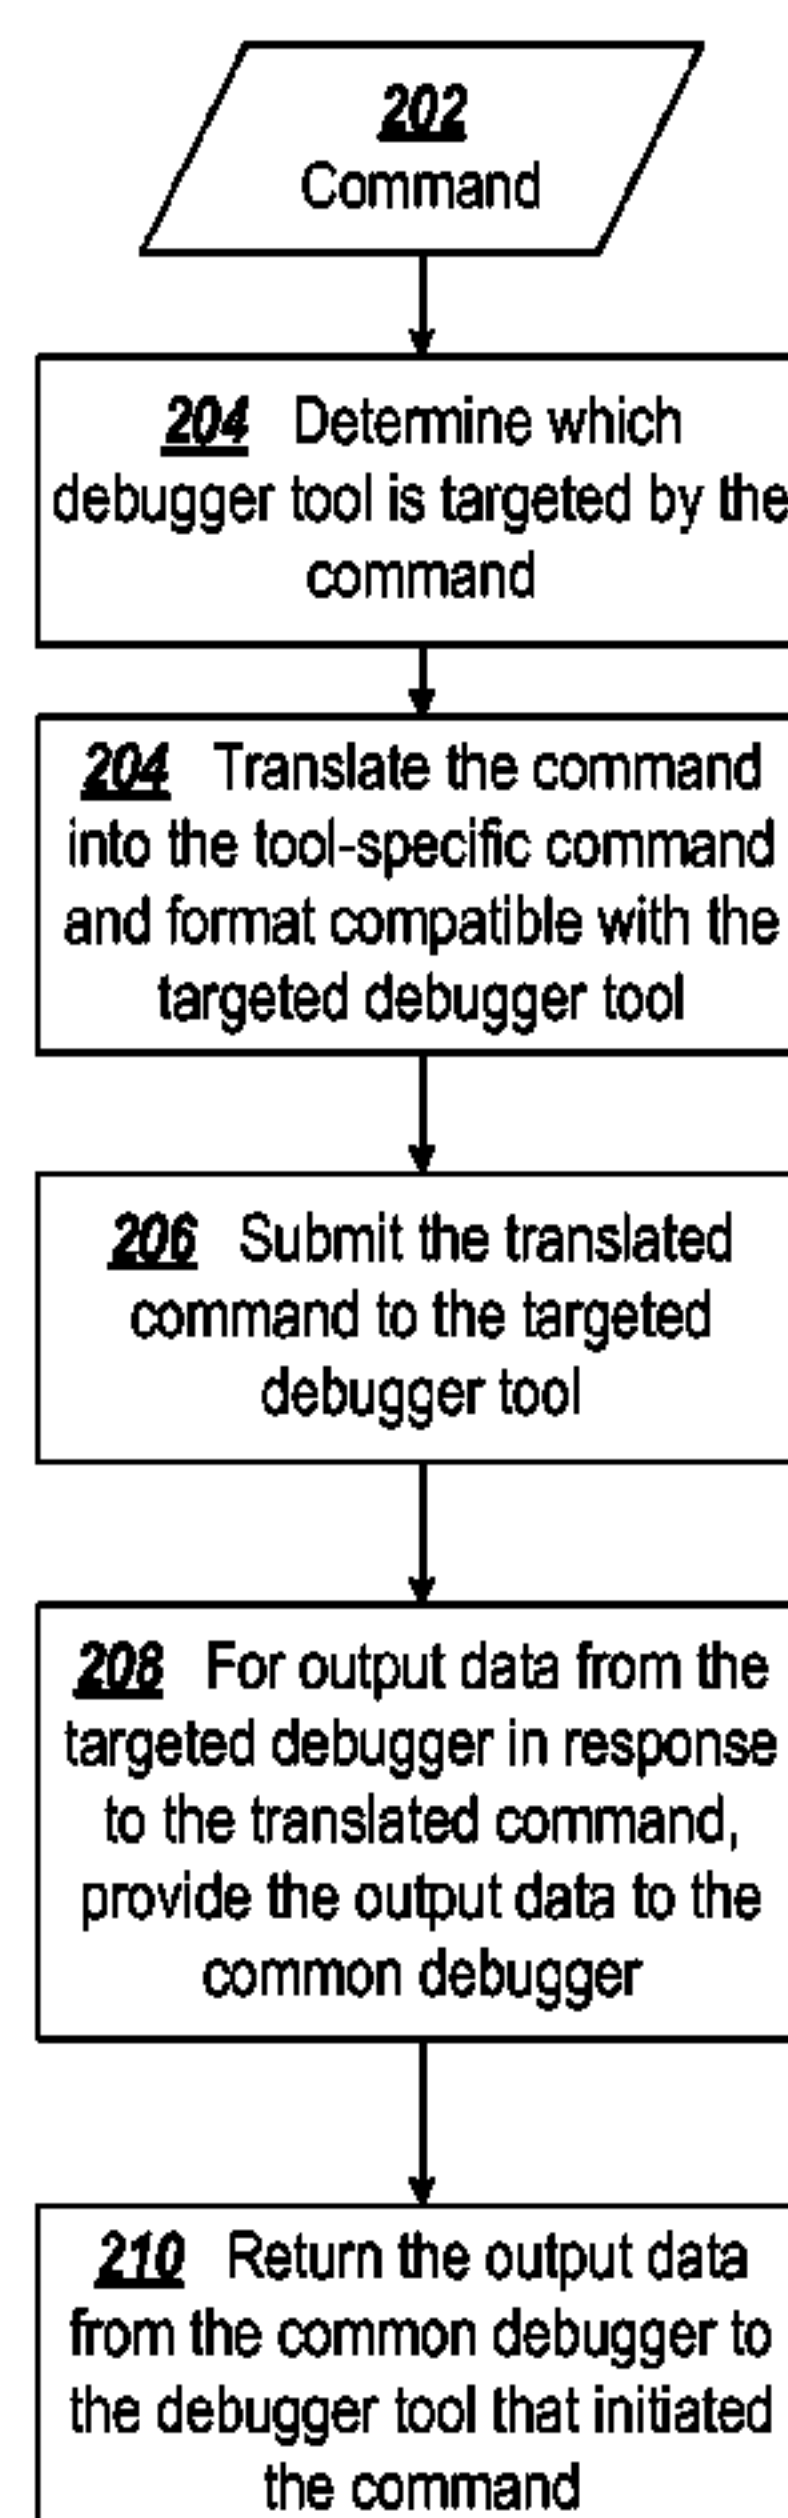 202
Command
204 Determine which
debugger tool is targeted by the
command
204 Translate the command
into the tool-specific command
and format compatible with the
targeted debugger tool
206 Submit the translated
command to the targeted
debugger tool
208 For output data from the
targeted debugger in response
to the translated command,
provide the output data to the
common debugger
210 Return the output data
from the common debugger to
the debugger tool that initiated
the command